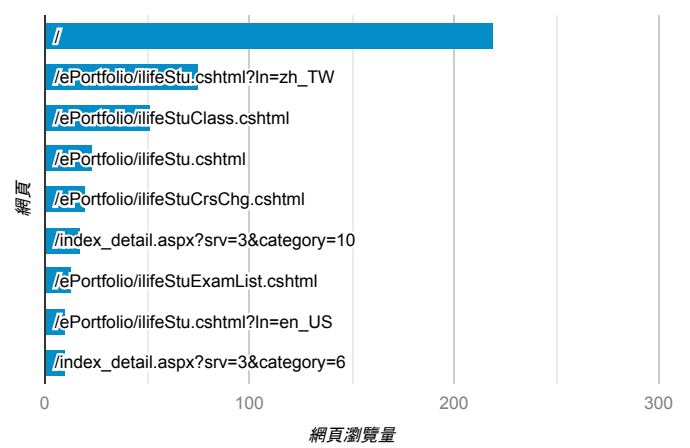 /
/ePortfolio/ilifeStu.cshtml?ln=zh_TW
/ePortfolio/ilifeStuClass.cshtml
/ePortfolio/ilifeStu.cshtml
/ePortfolio/ilifeStuCrsChg.cshtml
/index_detail.aspx?srv=3&category=10
/ePortfolio/ilifeStuExamList.cshtml
/ePortfolio/ilifeStu.cshtml?ln=en_US
/index_detail.aspx?srv=3&category=6
網頁
0 100 200 300
網頁瀏覽量